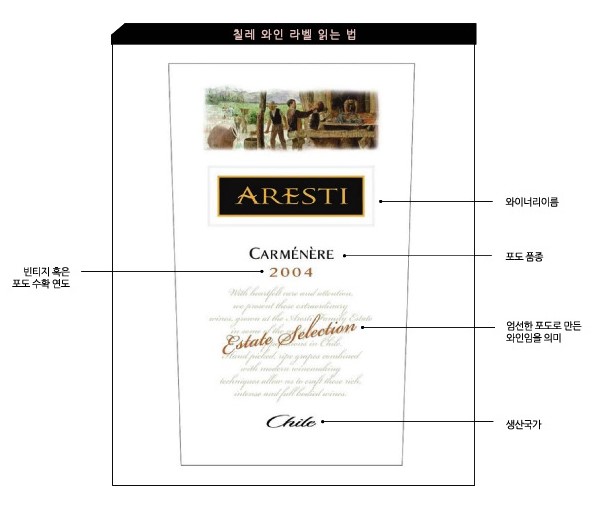 칠레 와인 라벨 읽는 법
ARESTI
와이너리이름
CARMÉNÈRE
포도 품종
2004
빈티지 혹은
포도 수확 연도
With heartfelt care and attention,
we present these extraordinary
wines, grown at the Aresti Family Estate
in some of the
Estate Selection
엄선한 포도로 만든
와인임을 의미
in Chile.
Hand picked, ripe grapes combined
with modern winemaking
techniques allow us to craft these rich,
intense and full bodied wines.
Chile
생산국가